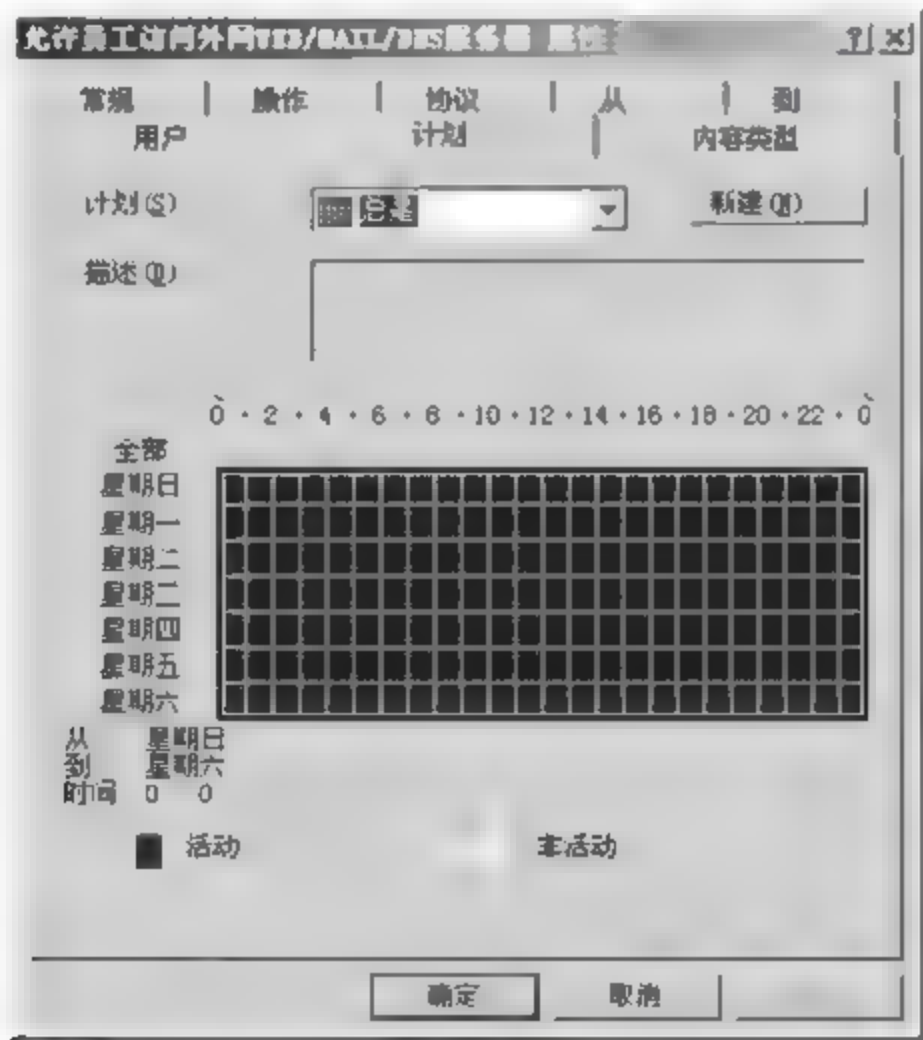 允许员工访问外网WEB/MAIL/DNS服务器 属性 ? ×
常规 操作 协议 从 到
用户 计划 内容类型
计划(S) 总是 新建(N)
描述(D)
0 · 2 · 4 · 6 · 8 · 10 · 12 · 14 · 16 · 18 · 20 · 22 · 0
全部
星期日
星期一
星期二
星期三
星期四
星期五
星期六
从 星期日
到 星期六
时间 0 0
活动 非活动
确定 取消